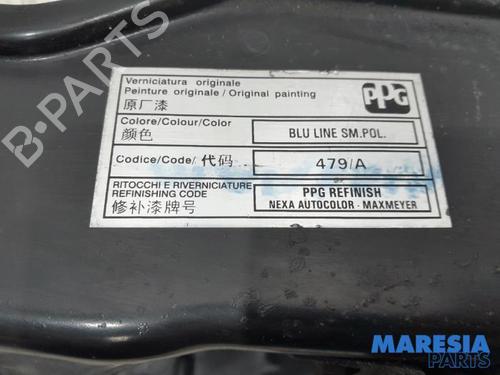 Verniciatura originale
Peinture originale / Original painting
原厂漆
PPG
Colore/Colour/Color
颜色
BLU LINE SM.POL.
Codice/Code/代码
479/A
RITOCCHI E RIVERNICIATURE
REFINISHING CODE
修补漆牌号
PPG REFINISH
NEXA AUTOCOLOR - MAXMEYER
B-PARTS
MARESIA
PARTS